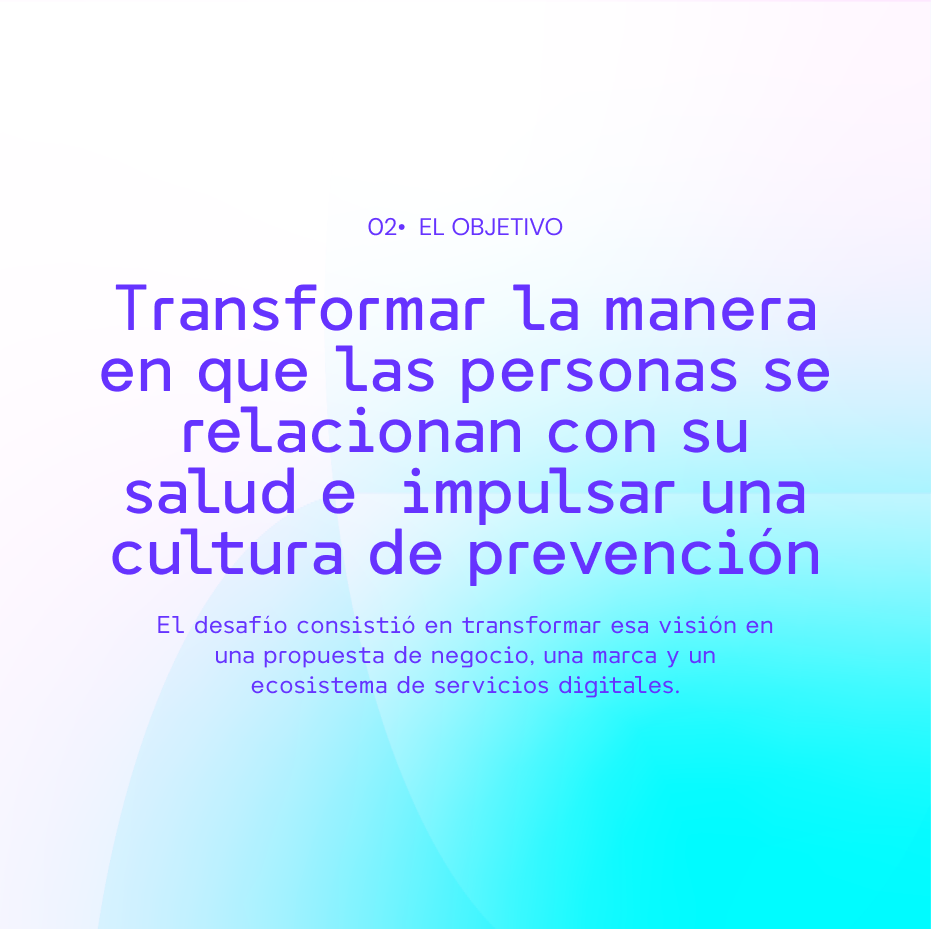 02• EL OBJETIVO
Transformar la manera
en que las personas se
relacionan con su
salud e impulsar una
cultura de prevención
El desafío consistió en transformar esa visión en
una propuesta de negocio, una marca y un
ecosistema de servicios digitales.